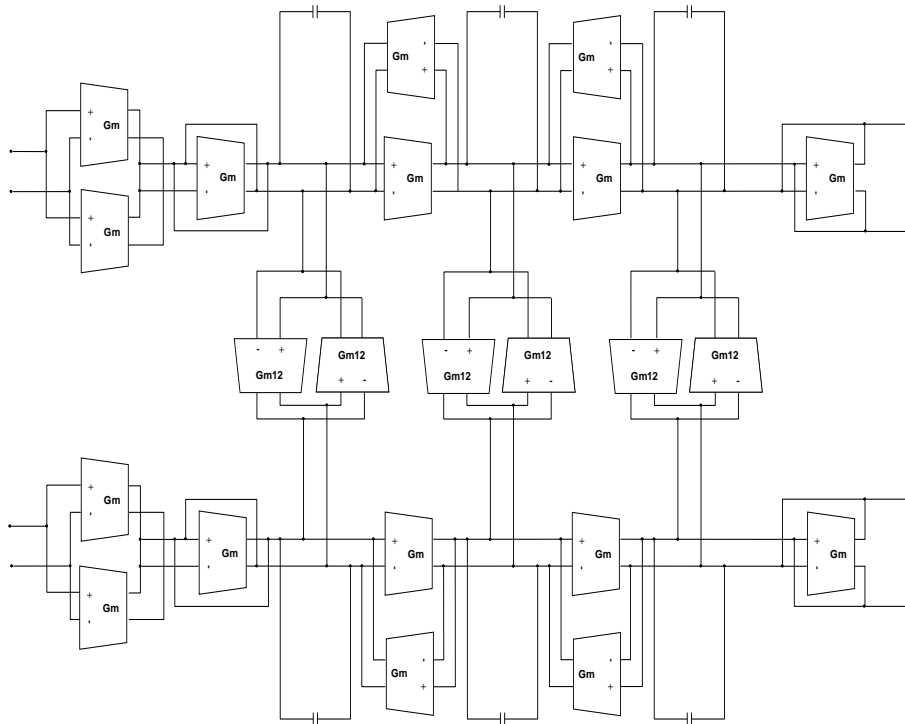 -
Gm
+
-
Gm
+
+
Gm
-
+
Gm
-
+
Gm
-
+
Gm
-
+
Gm
-
+
Gm
-
- +
Gm12
Gm12
+ -
- +
Gm12
Gm12
+ -
- +
Gm12
Gm12
+ -
+
Gm
-
+
Gm
-
+
Gm
-
+
Gm
-
+
Gm
-
+
Gm
-
-
Gm
+
-
Gm
+